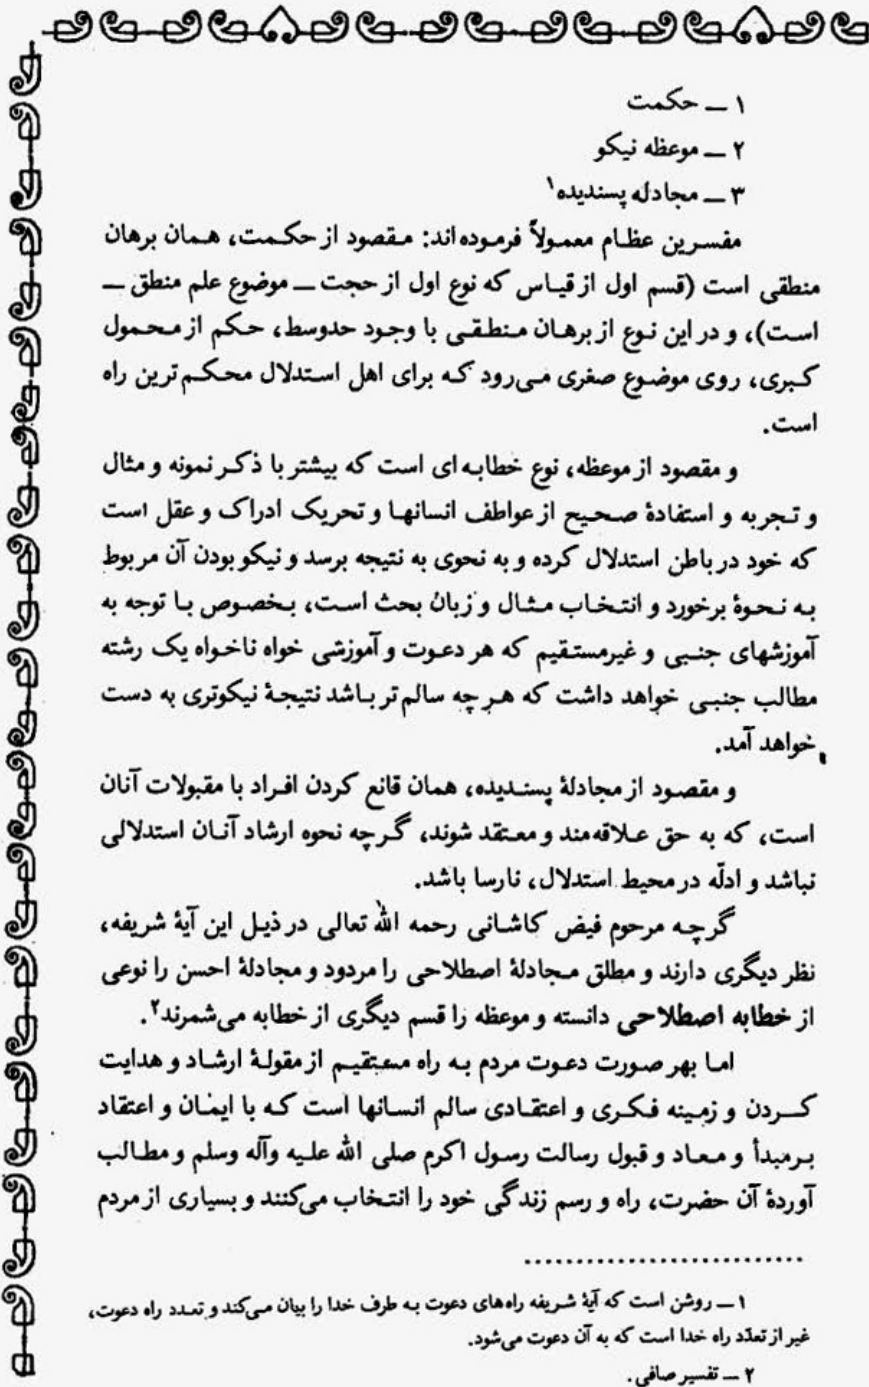 ۱ ــ حکمت
۲ ــ موعظه نیکو
۳ ــ مجادله پسندیده۱
مفسرین عظام معمولاً فرموده‌اند: مقصود از حکمت، همان برهان
منطقی است (قسم اول از قیاس که نوع اول از حجت ــ موضوع علم منطق ــ
است)، و در این نوع از برهان منطقی با وجود حدوسط، حکم از محمول
کبری، روی موضوع صغری می‌رود که برای اهل استدلال محکم‌ترین راه
است.
و مقصود از موعظه، نوع خطابه‌ای است که بیشتر با ذکر نمونه و مثال
و تجربه و استفادهٔ صحیح از عواطف انسانها و تحریک ادراک و عقل است
که خود در باطن استدلال کرده و به نحوی به نتیجه برسد و نیکو بودن آن مربوط
به نحوهٔ برخورد و انتخاب مثال و زبان بحث است، بخصوص با توجه به
آموزشهای جنبی و غیرمستقیم که هر دعوت و آموزشی خواه ناخواه یک رشته
مطالب جنبی خواهد داشت که هر چه سالم‌تر باشد نتیجهٔ نیکوتری به دست
خواهد آمد.
و مقصود از مجادلهٔ پسندیده، همان قانع کردن افراد با مقبولات آنان
است، که به حق علاقه‌مند و معتقد شوند، گرچه نحوه ارشاد آنان استدلالی
نباشد و ادلّه در محیط استدلال، نارسا باشد.
گرچه مرحوم فیض کاشانی رحمه الله تعالی در ذیل این آیهٔ شریفه،
نظر دیگری دارند و مطلق مجادلهٔ اصطلاحی را مردود و مجادلهٔ احسن را نوعی
از خطابه اصطلاحی دانسته و موعظه را قسم دیگری از خطابه می‌شمرند۲.
اما بهر صورت دعوت مردم به راه مستقیم از مقولهٔ ارشاد و هدایت
کردن و زمینه فکری و اعتقادی سالم انسانها است که با ایمان و اعتقاد
برمبدأ و معاد و قبول رسالت رسول اکرم صلی الله علیه وآله وسلم و مطالب
آوردهٔ آن حضرت، راه و رسم زندگی خود را انتخاب می‌کنند و بسیاری از مردم
۱ ــ روشن است که آیهٔ شریفه راه‌های دعوت به طرف خدا را بیان می‌کند و تعدد راه دعوت،
غیر از تعدّد راه خدا است که به آن دعوت می‌شود.
۲ ــ تفسیر صافی.